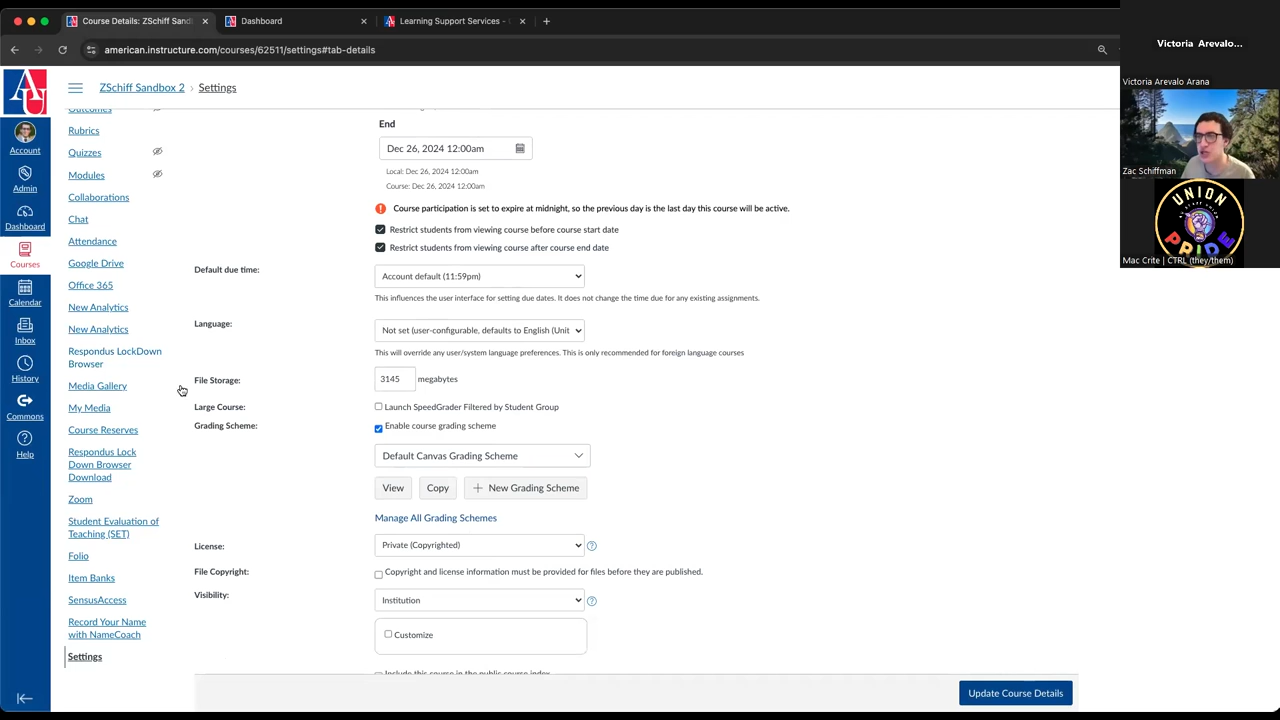 Course Details: ZSchiff Sandb
Dashboard
Learning Support Services -
american.instructure.com/courses/62511/settings#tab-details
Victoria Arevalo...
Victoria Arevalo Arana
Zac Schiffman
UNION
PRIDE
Mac Crite | CTRL (they/them)
AU
ZSchiff Sandbox 2 › Settings
Account
Admin
Dashboard
Courses
Calendar
Inbox
History
Commons
Help
Outcomes
Rubrics
Quizzes
Modules
Collaborations
Chat
Attendance
Google Drive
Office 365
New Analytics
New Analytics
Respondus LockDown
Browser
Media Gallery
My Media
Course Reserves
Respondus Lock
Down Browser
Download
Zoom
Student Evaluation of
Teaching (SET)
Folio
Item Banks
SensusAccess
Record Your Name
with NameCoach
Settings
End
Dec 26, 2024 12:00am
Local: Dec 26, 2024 12:00am
Course: Dec 26, 2024 12:00am
Course participation is set to expire at midnight, so the previous day is the last day this course will be active.
Restrict students from viewing course before course start date
Restrict students from viewing course after course end date
Default due time:
Account default (11:59pm)
This influences the user interface for setting due dates. It does not change the time due for any existing assignments.
Language:
Not set (user-configurable, defaults to English (Unit
This will override any user/system language preferences. This is only recommended for foreign language courses
File Storage:
3145 megabytes
Large Course:
Launch SpeedGrader Filtered by Student Group
Grading Scheme:
Enable course grading scheme
Default Canvas Grading Scheme
View
Copy
+ New Grading Scheme
Manage All Grading Schemes
License:
Private (Copyrighted)
File Copyright:
Copyright and license information must be provided for files before they are published.
Visibility:
Institution
Customize
Include this course in the public course index
Update Course Details